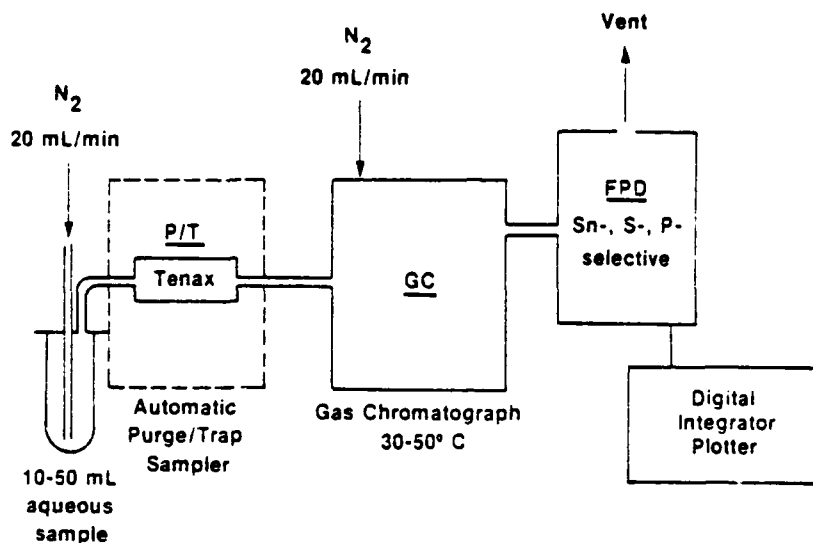 N2
20 mL/min
10-50 mL
aqueous
sample
P/T
Tenax
Automatic
Purge/Trap
Sampler
N2
20 mL/min
GC
Gas Chromatograph
30-50° C
Vent
FPD
Sn-, S-, P-
selective
Digital
Integrator
Plotter